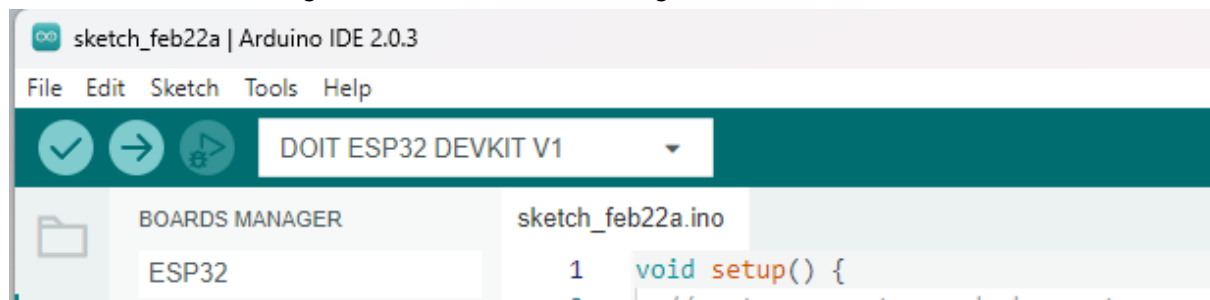 sketch_feb22a | Arduino IDE 2.0.3
File Edit Sketch Tools Help
DOIT ESP32 DEVKIT V1
BOARDS MANAGER
sketch_feb22a.ino
ESP32
1 void setup() {